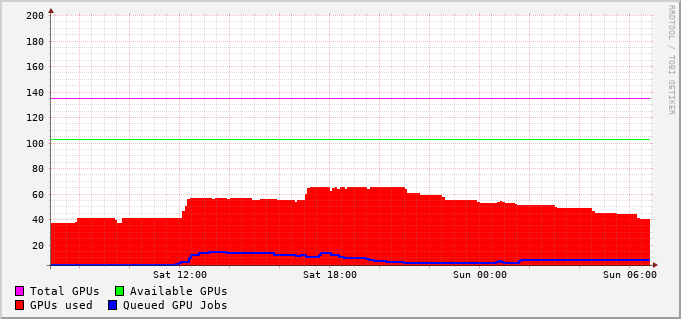 200
180
160
140
120
100
80
60
40
20
Sat 12:00 Sat 18:00 Sun 00:00 Sun 06:00
Total GPUs Available GPUs
GPUs used Queued GPU Jobs
RRDTOOL / TOBI OETIKER